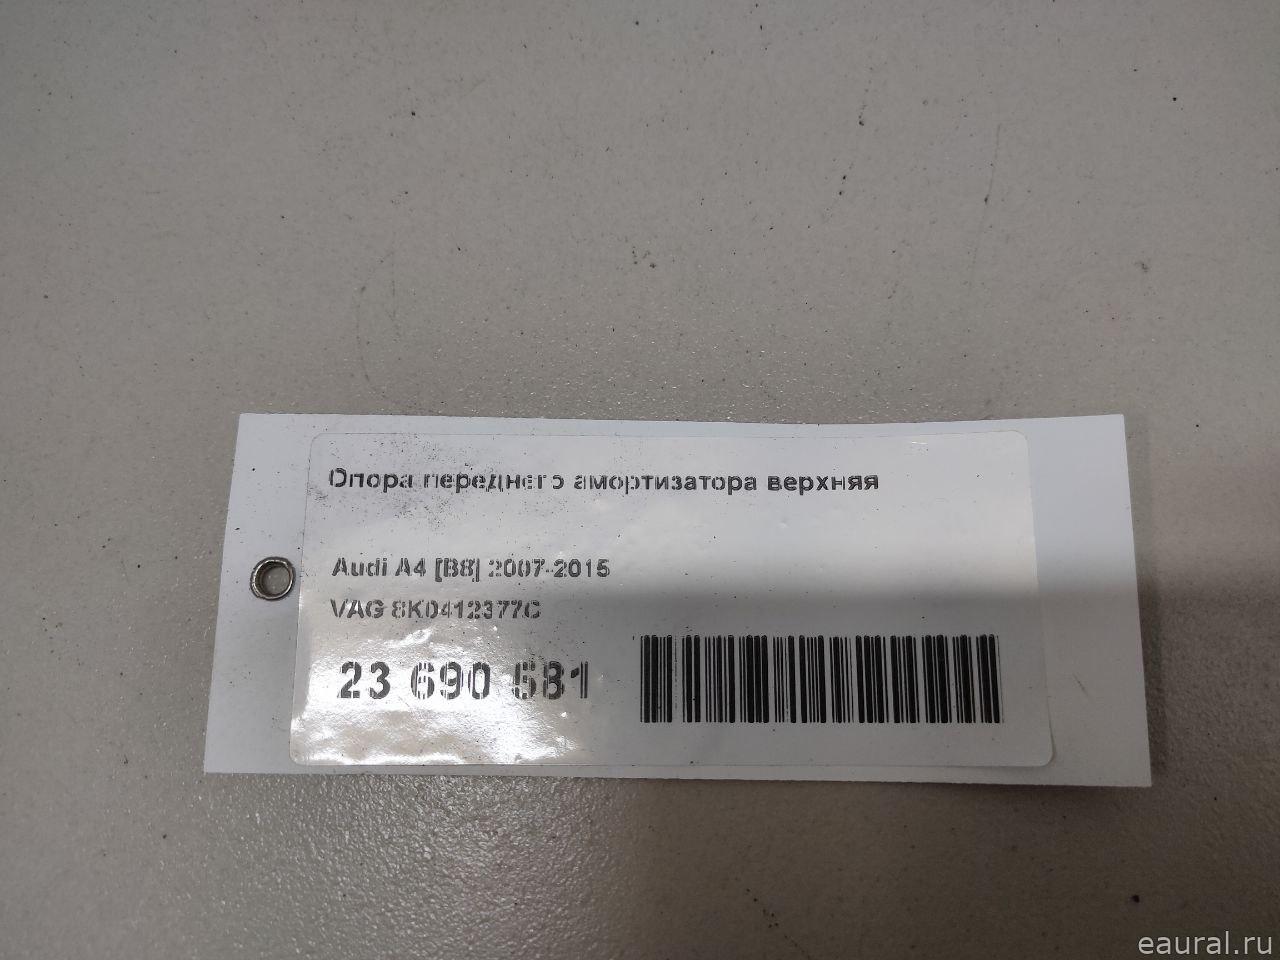 Опора переднего амортизатора верхняя
Audi A4 [B8] 2007-2015
VAG 8K0412377C
23 690 581
eaural.ru